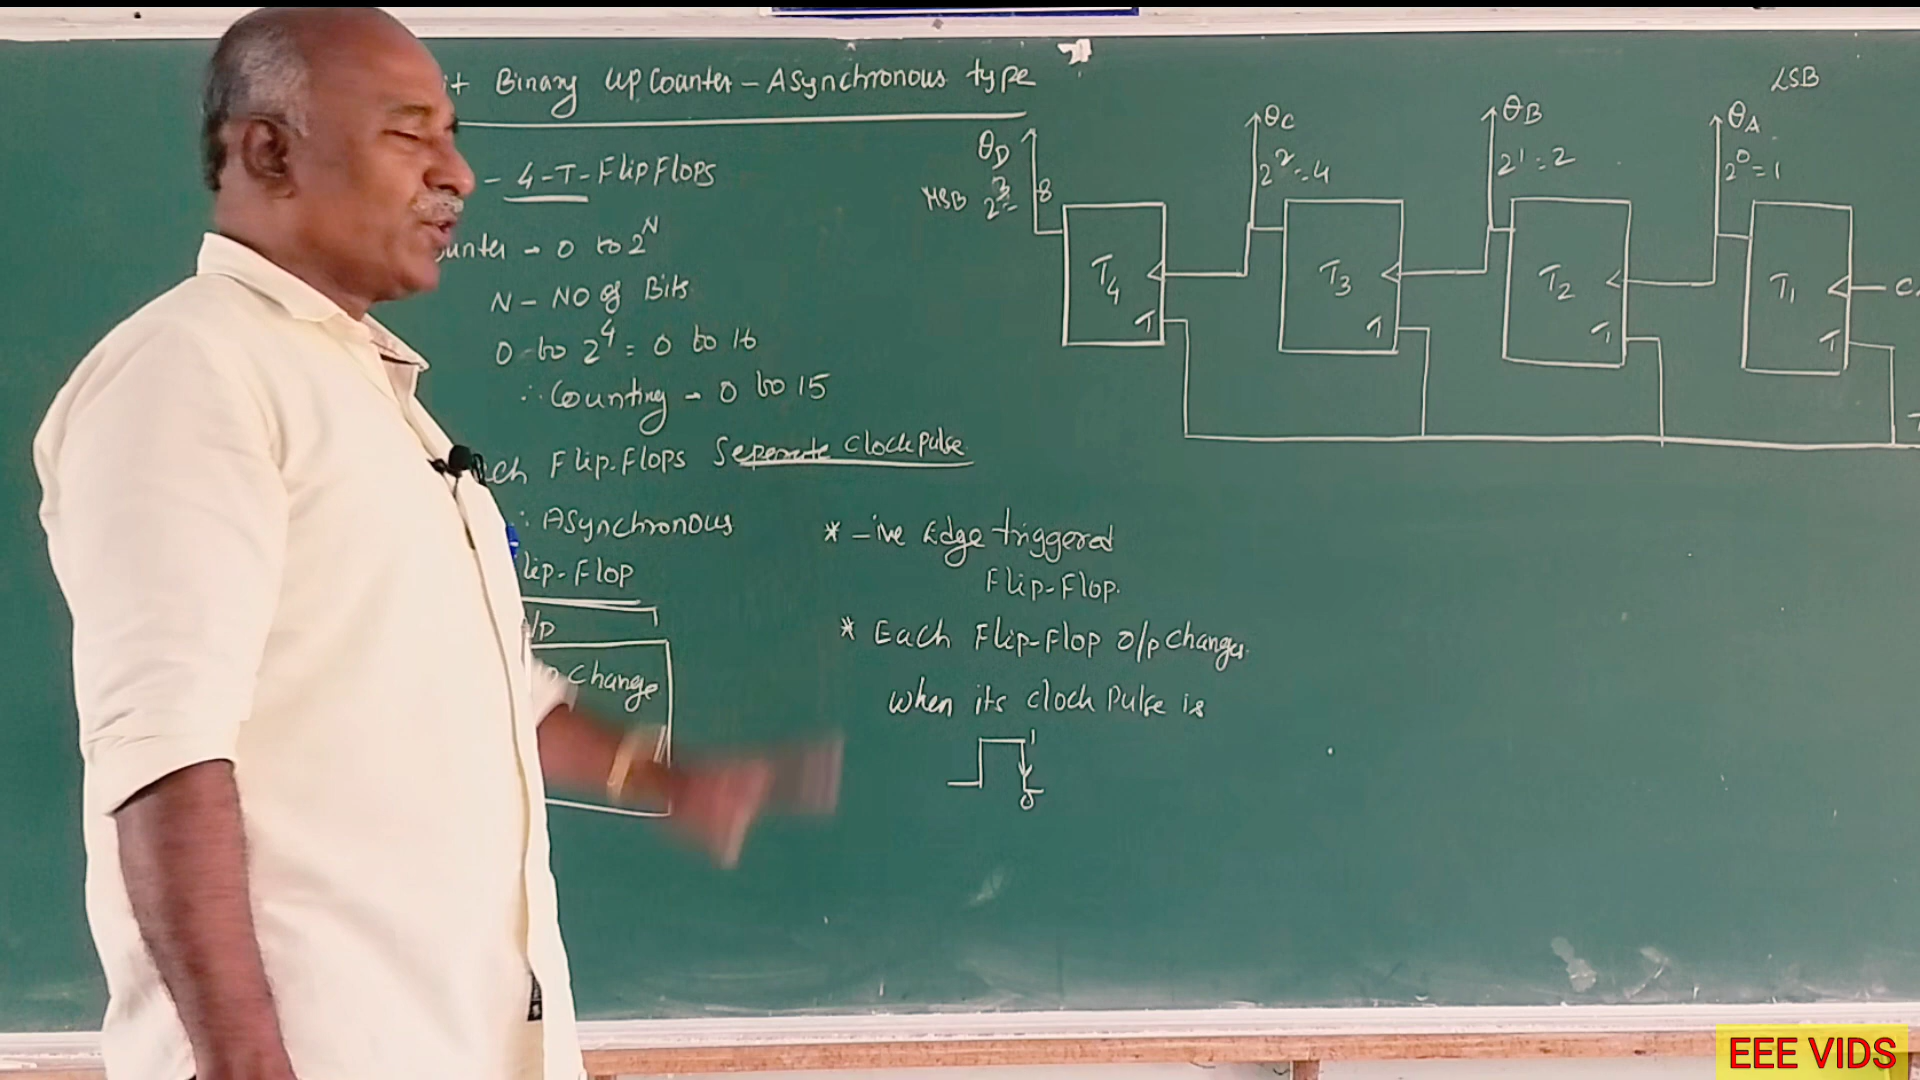 Binary Up Counter - Asynchronous type
- 4-T-Flip Flops
- 0 to 2^N
N - NO of Bits
0 to 2^4 = 0 to 16
∴ Counting - 0 to 15
Flip-Flops Seperate Clock Pulse
∴ Asynchronous
Flop
Change
* -ive Edge triggered
Flip-Flop.
* Each Flip-Flop O/p Changes
when its clock Pulse is
1
0
LSB
QD
MSB 2^3 = 8
QC
2^2 = 4
QB
2^1 = 2
QA
2^0 = 1
T4
T
T3
T
T2
T
T1
T
EEE VIDS